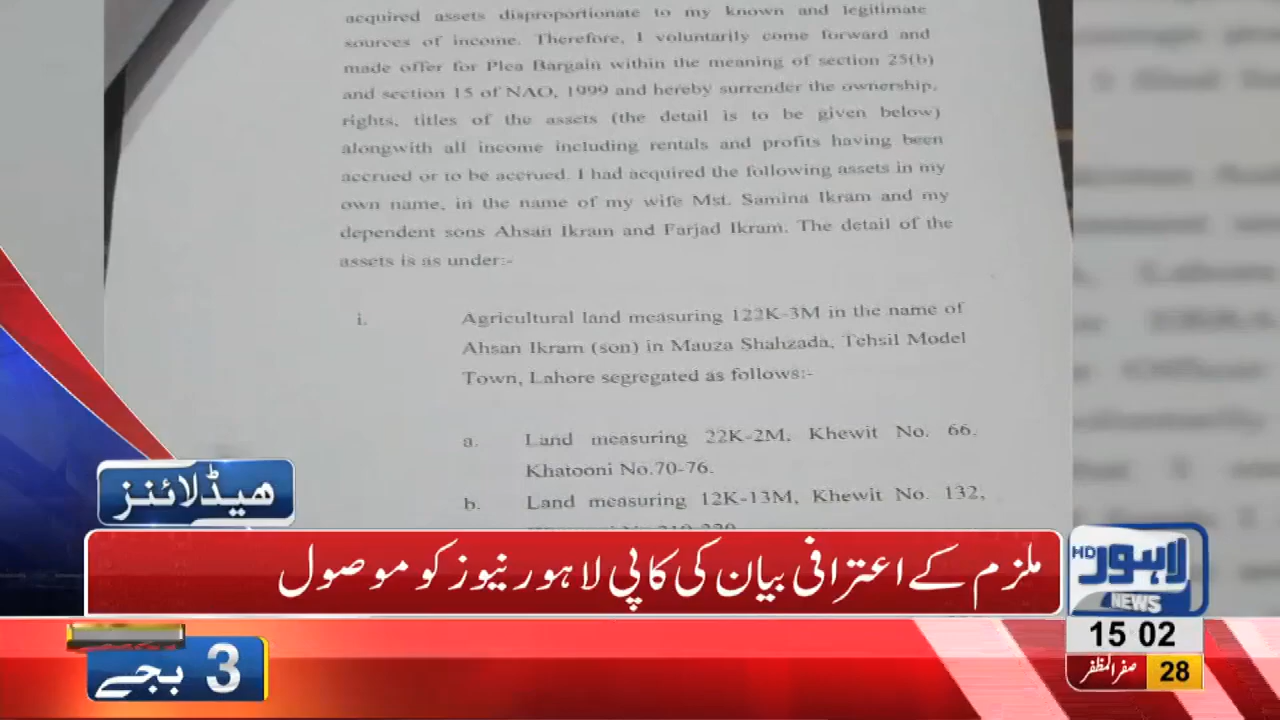 acquired assets disproportionate to my known and legitimate
sources of income. Therefore, I voluntarily come forward and
made offer for Plea Bargain within the meaning of section 25(b)
and section 15 of NAO, 1999 and hereby surrender the ownership,
rights, titles of the assets (the detail is to be given below)
alongwith all income including rentals and profits having been
accrued or to be accrued. I had acquired the following assets in my
own name, in the name of my wife Mst. Samina Ikram and my
dependent sons Ahsan Ikram and Farjad Ikram. The detail of the
assets is as under:-
i. Agricultural land measuring 122K-3M in the name of
Ahsan Ikram (son) in Mauza Shahzada, Tehsil Model
Town, Lahore segregated as follows:-
a. Land measuring 22K-2M, Khewit No. 66.
Khatooni No.70-76.
b. Land measuring 12K-13M, Khewit No. 132,
ہیڈلائنز
ملزم کے اعترافی بیان کی کاپی لاہور نیوز کو موصول
لاہور HD
NEWS
15 02
صفر المظفر 28
3 بجے